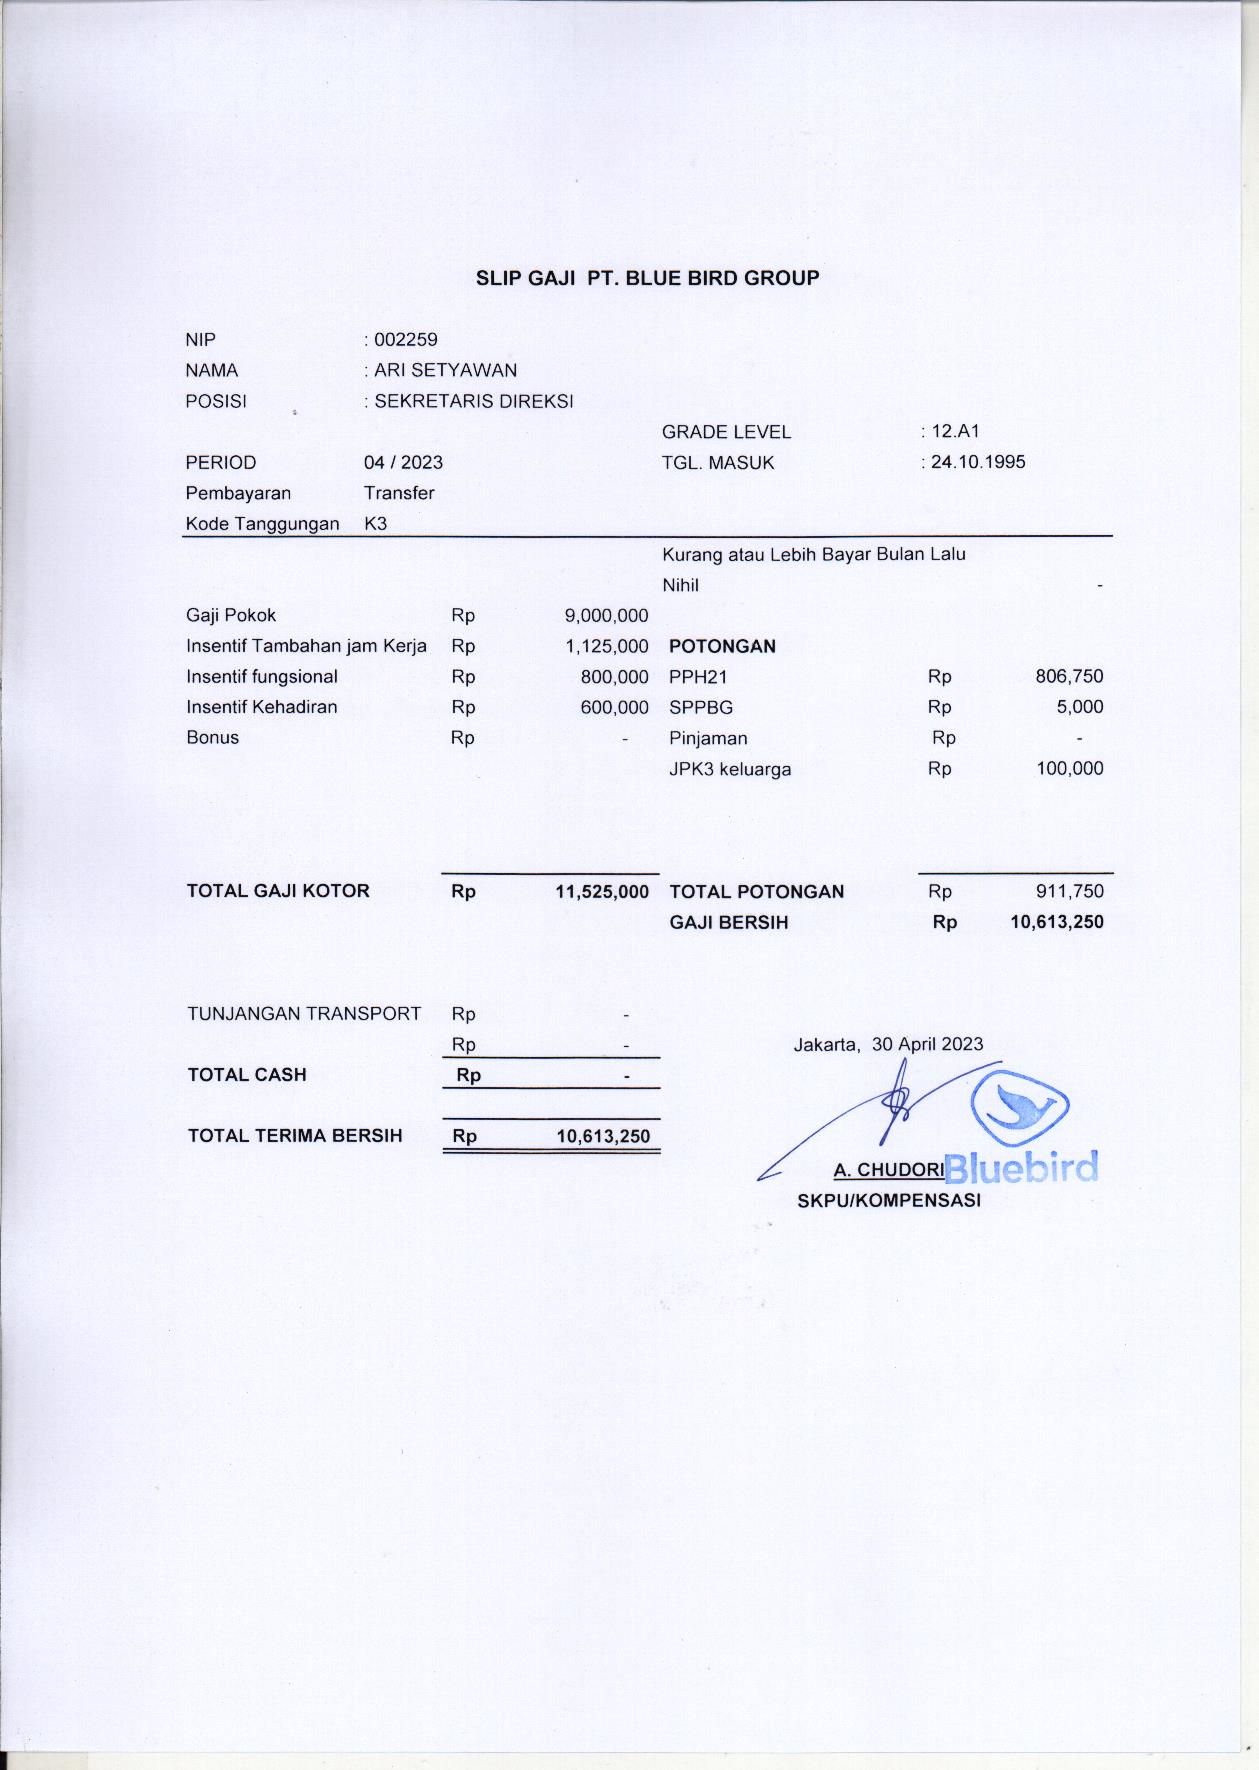 SLIP GAJI PT. BLUE BIRD GROUP
NIP : 002259
NAMA : ARI SETYAWAN
POSISI : SEKRETARIS DIREKSI
GRADE LEVEL : 12.A1
PERIOD 04 / 2023 TGL. MASUK : 24.10.1995
Pembayaran Transfer
Kode Tanggungan K3
Kurang atau Lebih Bayar Bulan Lalu
Nihil -
Gaji Pokok Rp 9,000,000
Insentif Tambahan jam Kerja Rp 1,125,000 POTONGAN
Insentif fungsional Rp 800,000 PPH21 Rp 806,750
Insentif Kehadiran Rp 600,000 SPPBG Rp 5,000
Bonus Rp - Pinjaman Rp -
JPK3 keluarga Rp 100,000
TOTAL GAJI KOTOR Rp 11,525,000 TOTAL POTONGAN Rp 911,750
GAJI BERSIH Rp 10,613,250
TUNJANGAN TRANSPORT Rp -
Rp - Jakarta, 30 April 2023
TOTAL CASH Rp -
TOTAL TERIMA BERSIH Rp 10,613,250
A. CHUDORI Bluebird
SKPU/KOMPENSASI